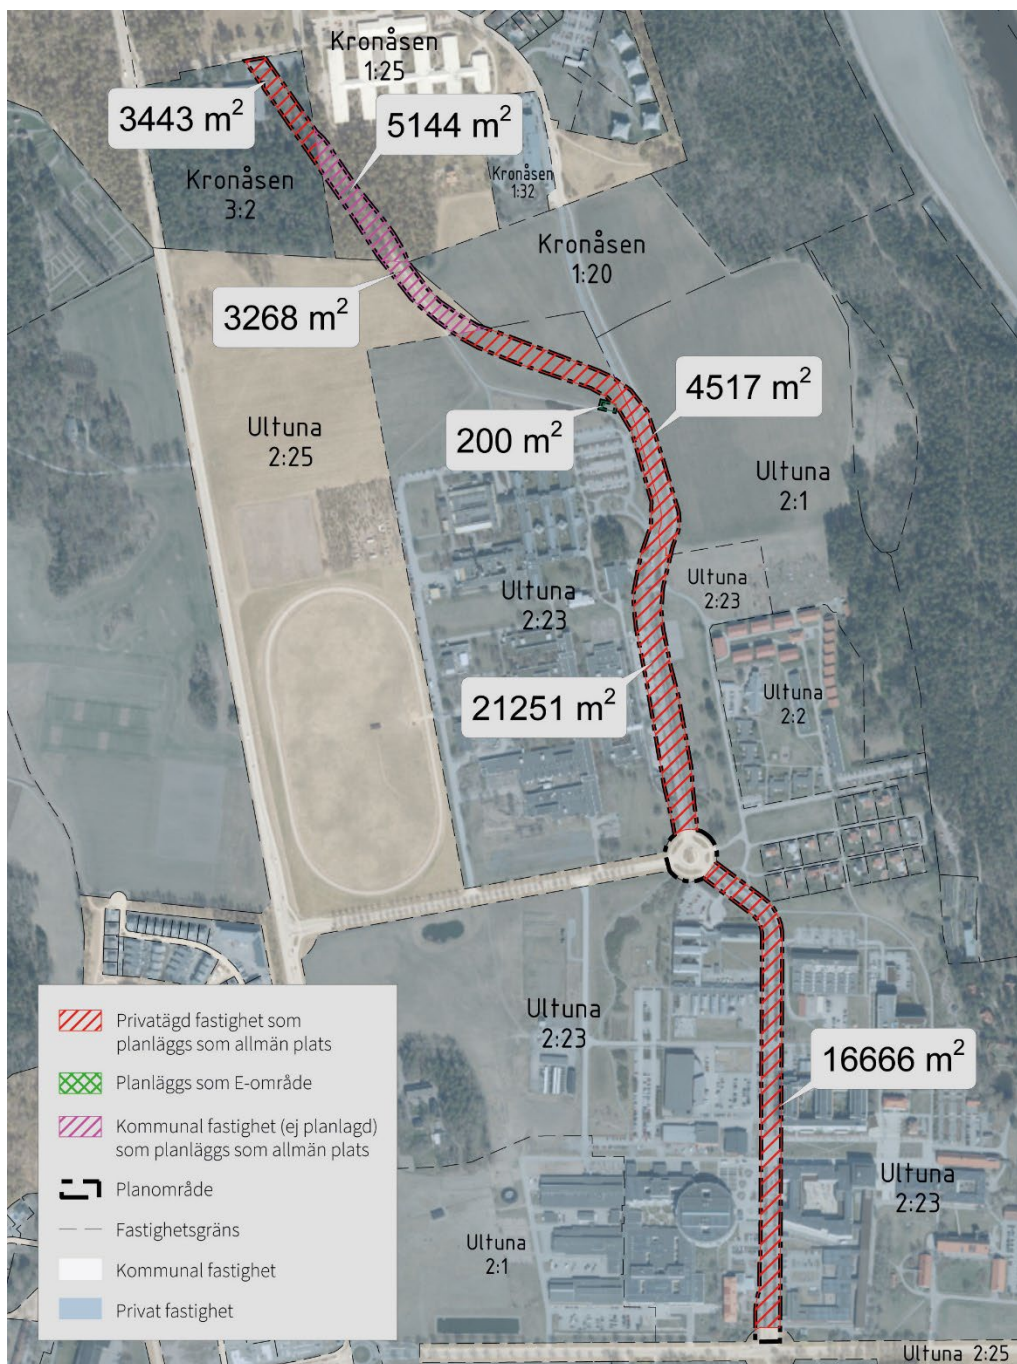 Kronåsen
1:25
3443 m²
5144 m²
Kronåsen
3:2
Kronåsen
1:32
Kronåsen
1:20
3268 m²
4517 m²
200 m²
Ultuna
2:25
Ultuna
2:1
Ultuna
2:23
Ultuna
2:23
21251 m²
Ultuna
2:2
Ultuna
2:23
16666 m²
Ultuna
2:23
Ultuna
2:1
Privatägd fastighet som
planläggs som allmän plats
Planläggs som E-område
Kommunal fastighet (ej planlagd)
som planläggs som allmän plats
Planområde
Fastighetsgräns
Kommunal fastighet
Privat fastighet
Ultuna 2:25